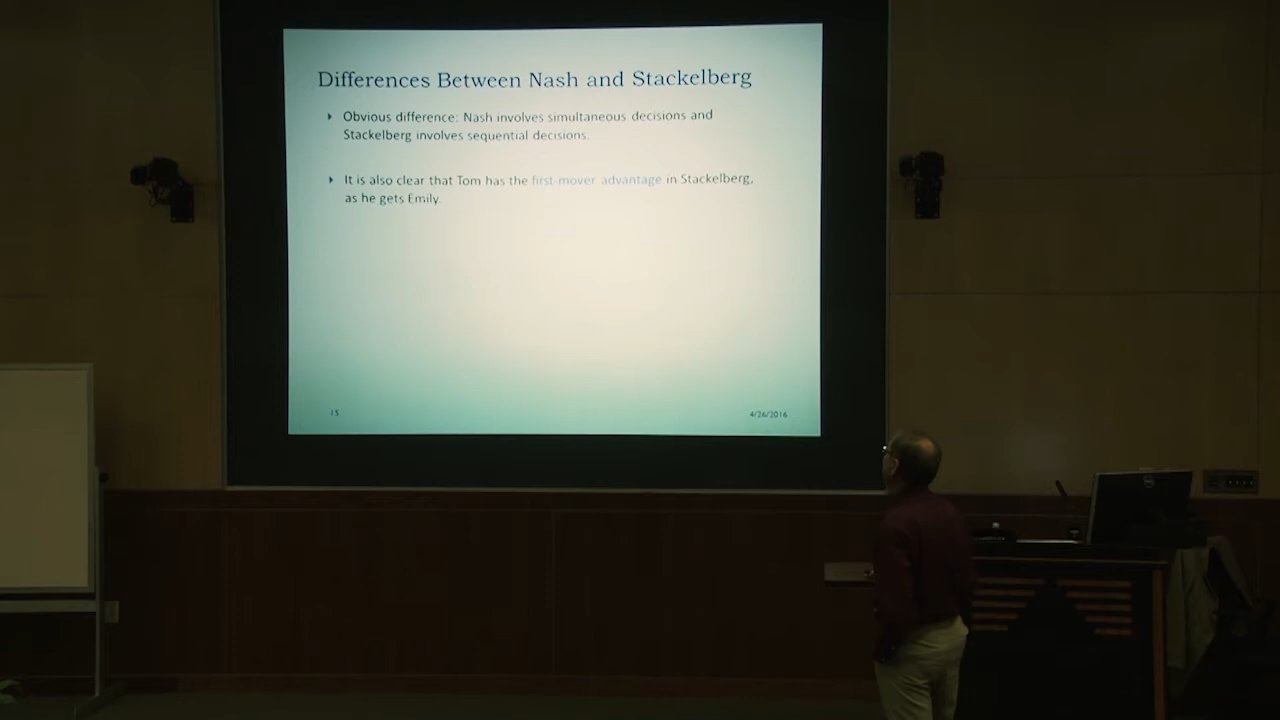 Differences Between Nash and Stackelberg
Obvious difference: Nash involves simultaneous decisions and
Stackelberg involves sequential decisions.
It is also clear that Tom has the first-mover advantage in Stackelberg,
as he gets Emily.
15
4/26/2016